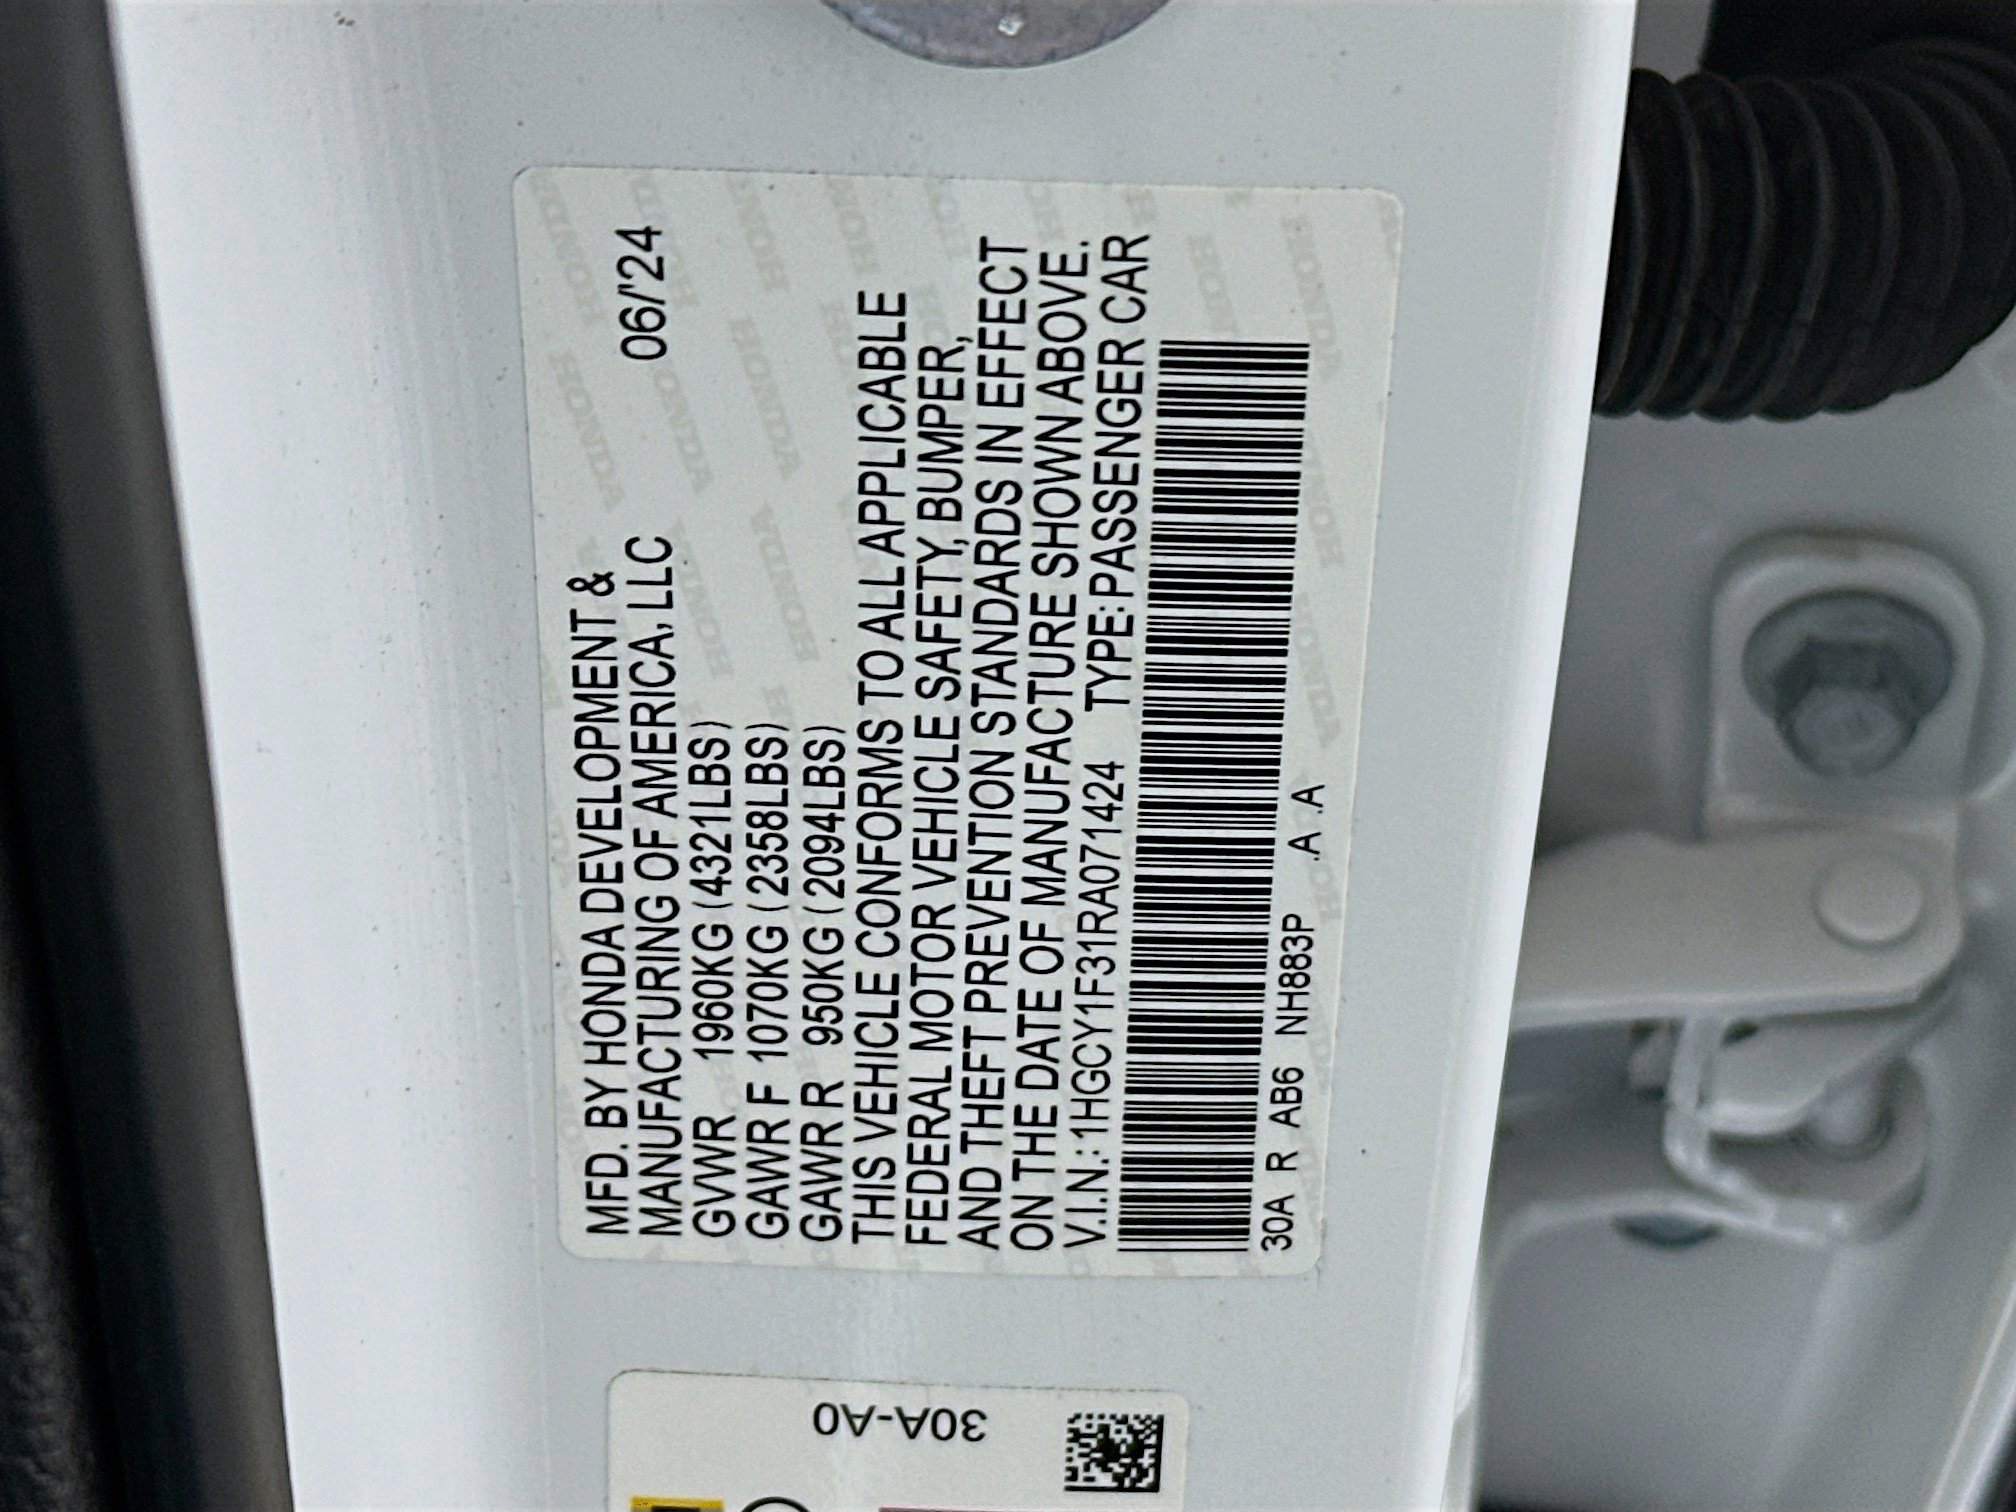 MFD. BY HONDA DEVELOPMENT &
MANUFACTURING OF AMERICA, LLC 06/'24
GVWR 1960KG (4321LBS)
GAWR F 1070KG (2358LBS)
GAWR R 950KG (2094LBS)
THIS VEHICLE CONFORMS TO ALL APPLICABLE
FEDERAL MOTOR VEHICLE SAFETY, BUMPER,
AND THEFT PREVENTION STANDARDS IN EFFECT
ON THE DATE OF MANUFACTURE SHOWN ABOVE.
V.I.N.: 1HGCY1F31RA071424 TYPE: PASSENGER CAR
30A R AB6 NH883P .A .A
30A-A0